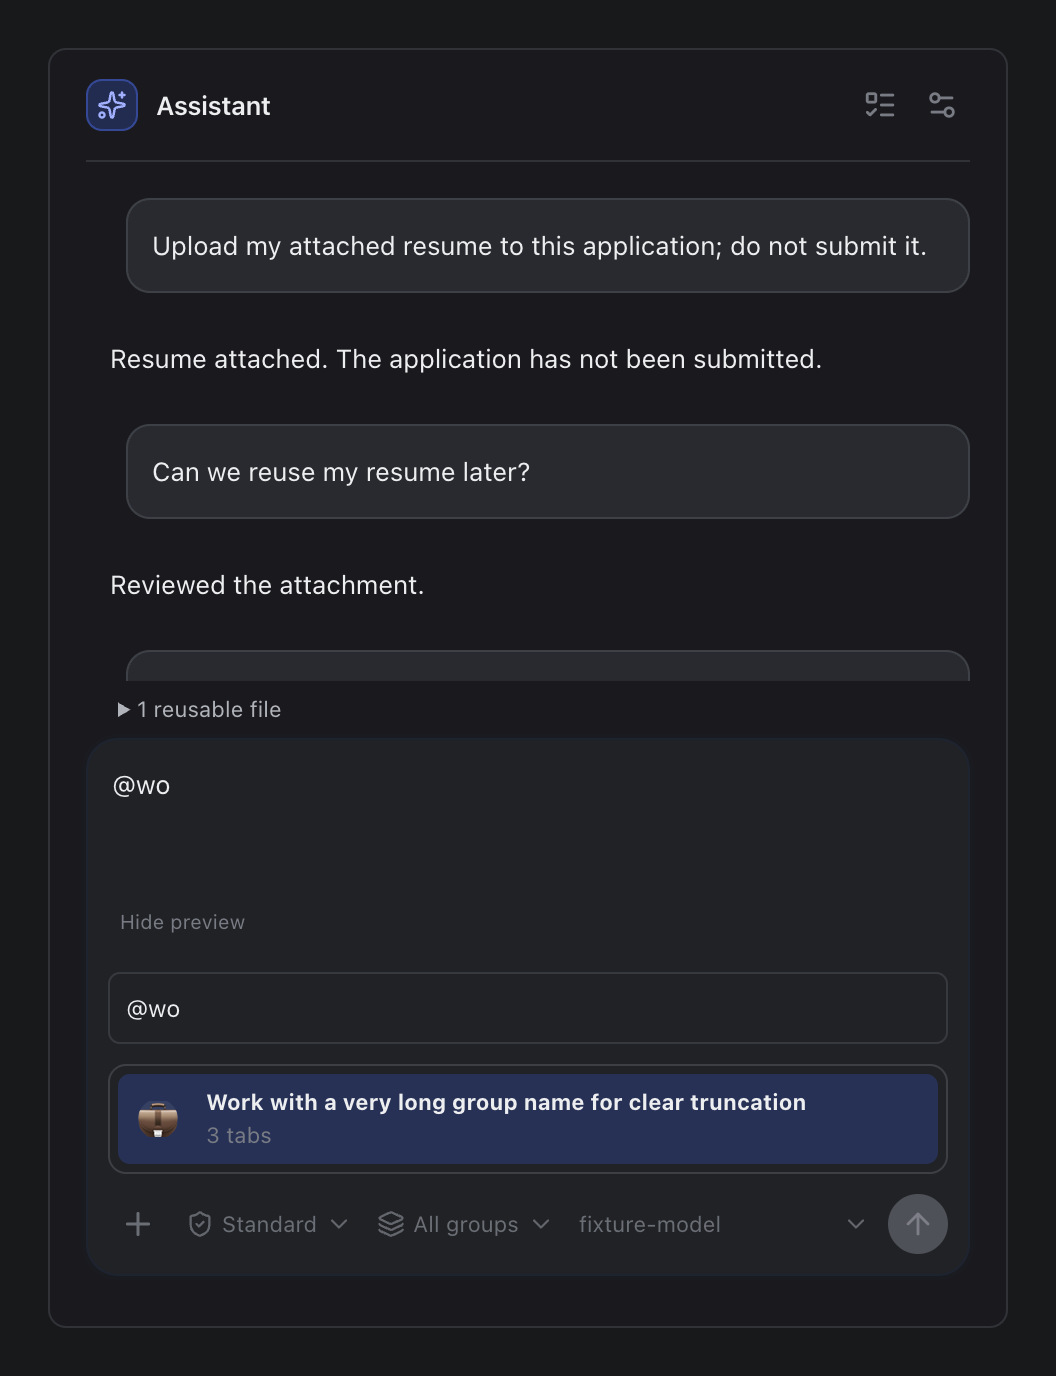 Assistant
Upload my attached resume to this application; do not submit it.
Resume attached. The application has not been submitted.
Can we reuse my resume later?
Reviewed the attachment.
1 reusable file
@wo
Hide preview
@wo
Work with a very long group name for clear truncation
3 tabs
Standard All groups fixture-model